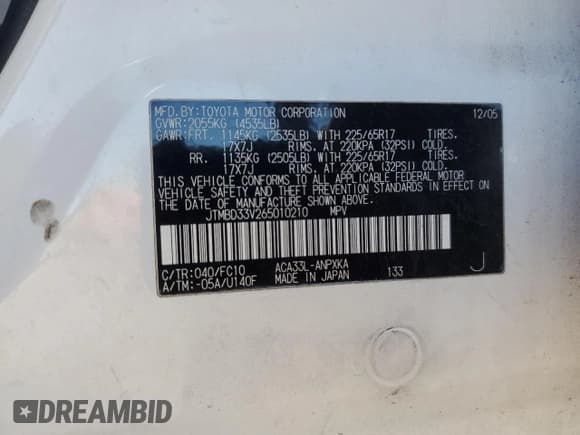 MFD.BY:TOYOTA MOTOR CORPORATION 12/05
GVWR:2055KG (4535LB)
GAWR:FRT. 1145KG (2535LB) WITH 225/65R17 TIRES.
17X7J RIMS. AT 220KPA (32PSI) COLD.
RR. 1135KG (2505LB) WITH 225/65R17 TIRES.
17X7J RIMS. AT 220KPA (32PSI) COLD.
THIS VEHICLE CONFORMS TO ALL APPLICABLE FEDERAL MOTOR
VEHICLE SAFETY AND THEFT PREVENTION STANDARDS IN EFFECT
ON THE DATE OF MANUFACTURE SHOWN ABOVE.
JTMBD33V265010210 MPV
C/TR:040/FC10 ACA33L-ANPXKA
A/TM:-05A/U140F MADE IN JAPAN 133 J
DREAMBID